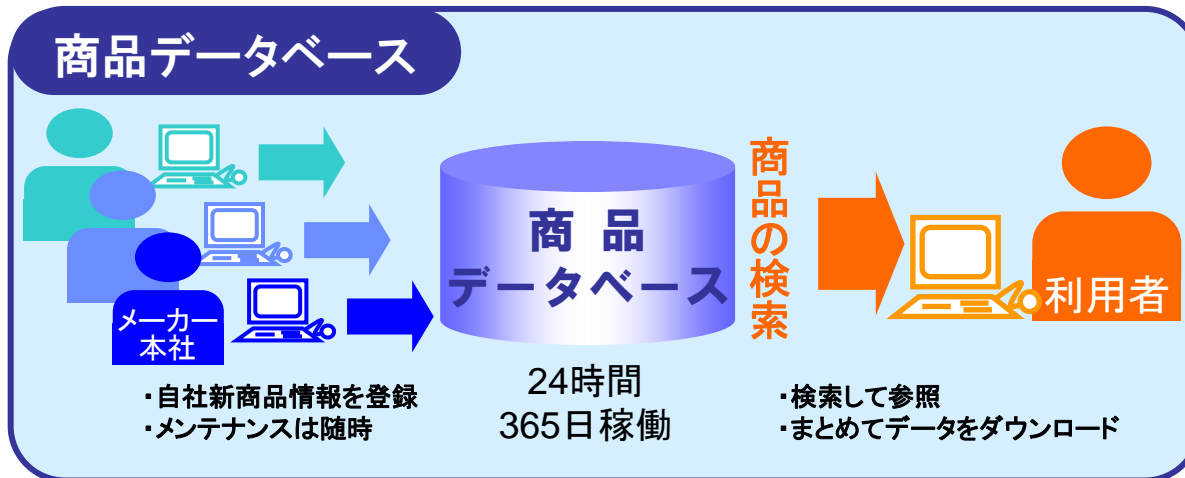 商品データベース
メーカー
本社
・自社新商品情報を登録
・メンテナンスは随時
商 品
データベース
24時間
365日稼働
商品の検索
利用者
・検索して参照
・まとめてデータをダウンロード